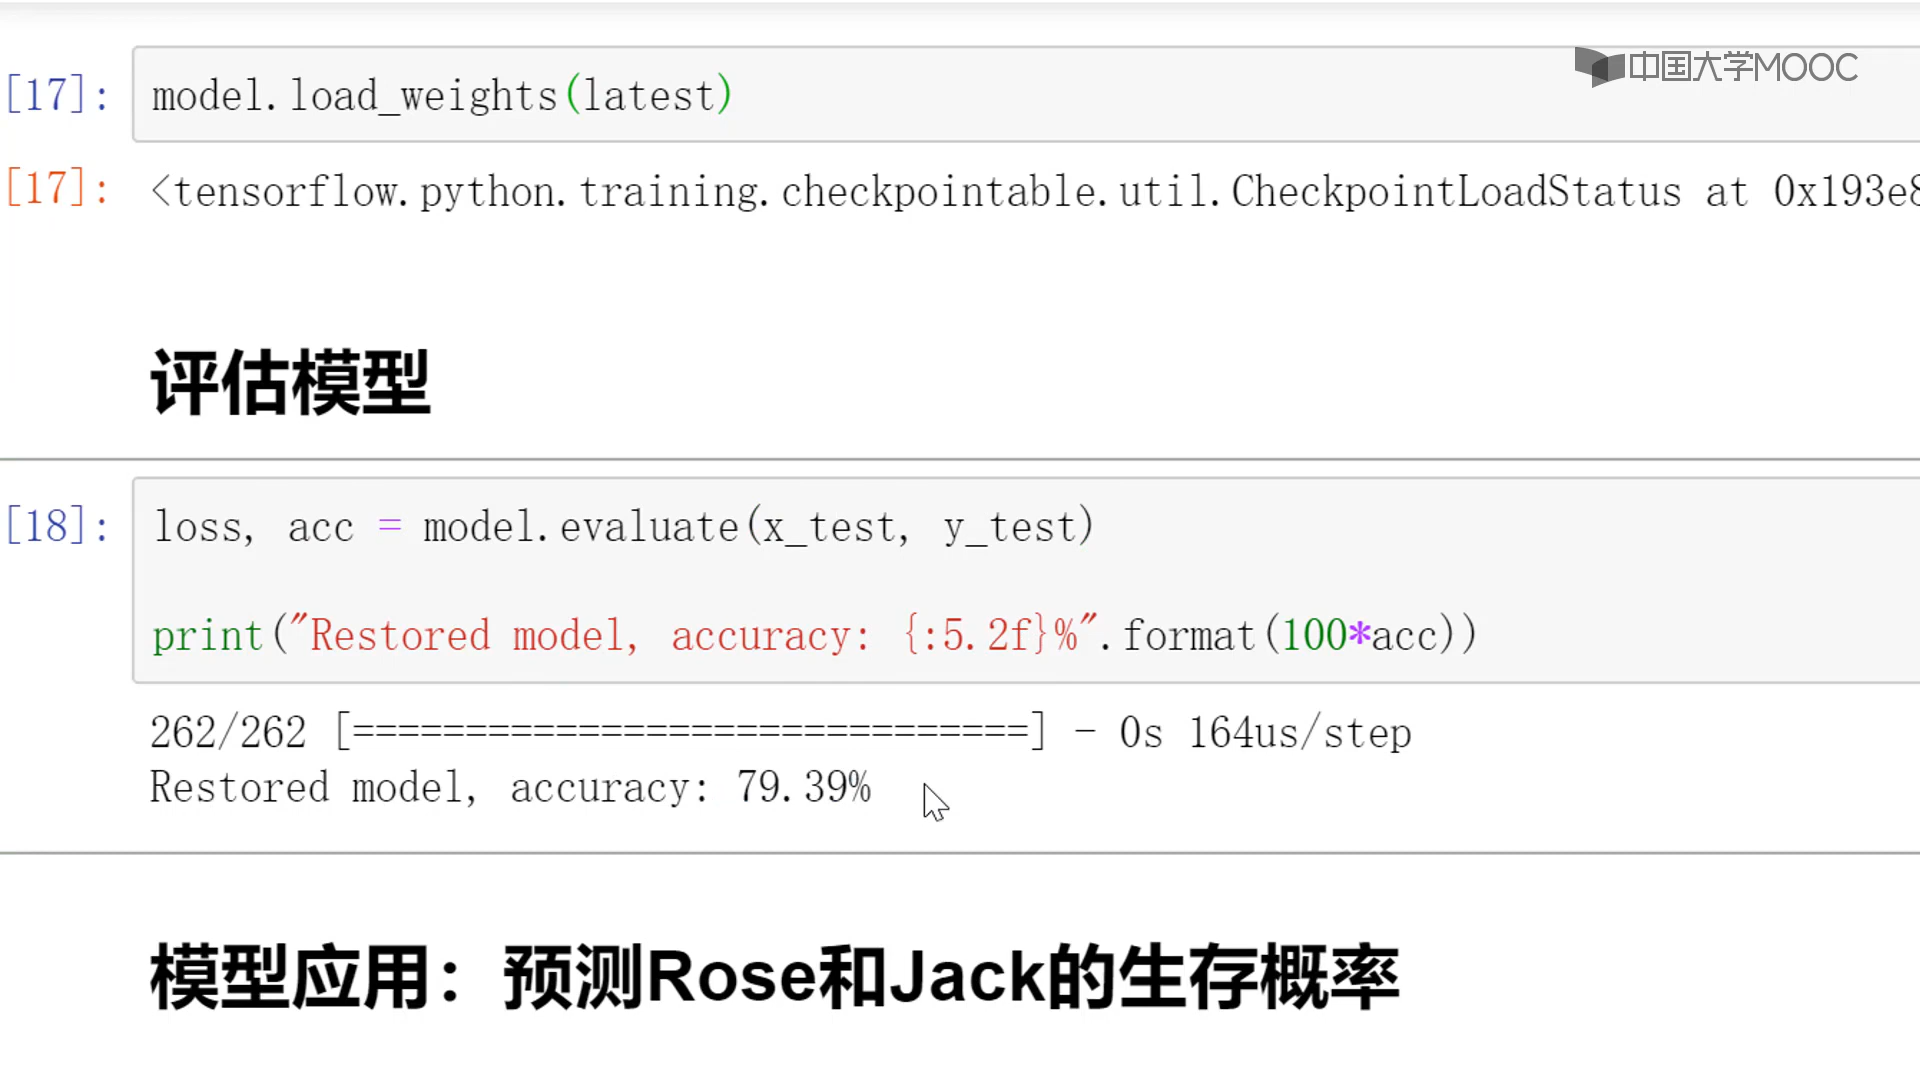 中国大学MOOC
[17]: model.load_weights(latest)
[17]: <tensorflow.python.training.checkpointable.util.CheckpointLoadStatus at 0x193e8
评估模型
[18]: loss, acc = model.evaluate(x_test, y_test)
print("Restored model, accuracy: {:5.2f}%".format(100*acc))
262/262 [==============================] - 0s 164us/step
Restored model, accuracy: 79.39%
模型应用：预测Rose和Jack的生存概率